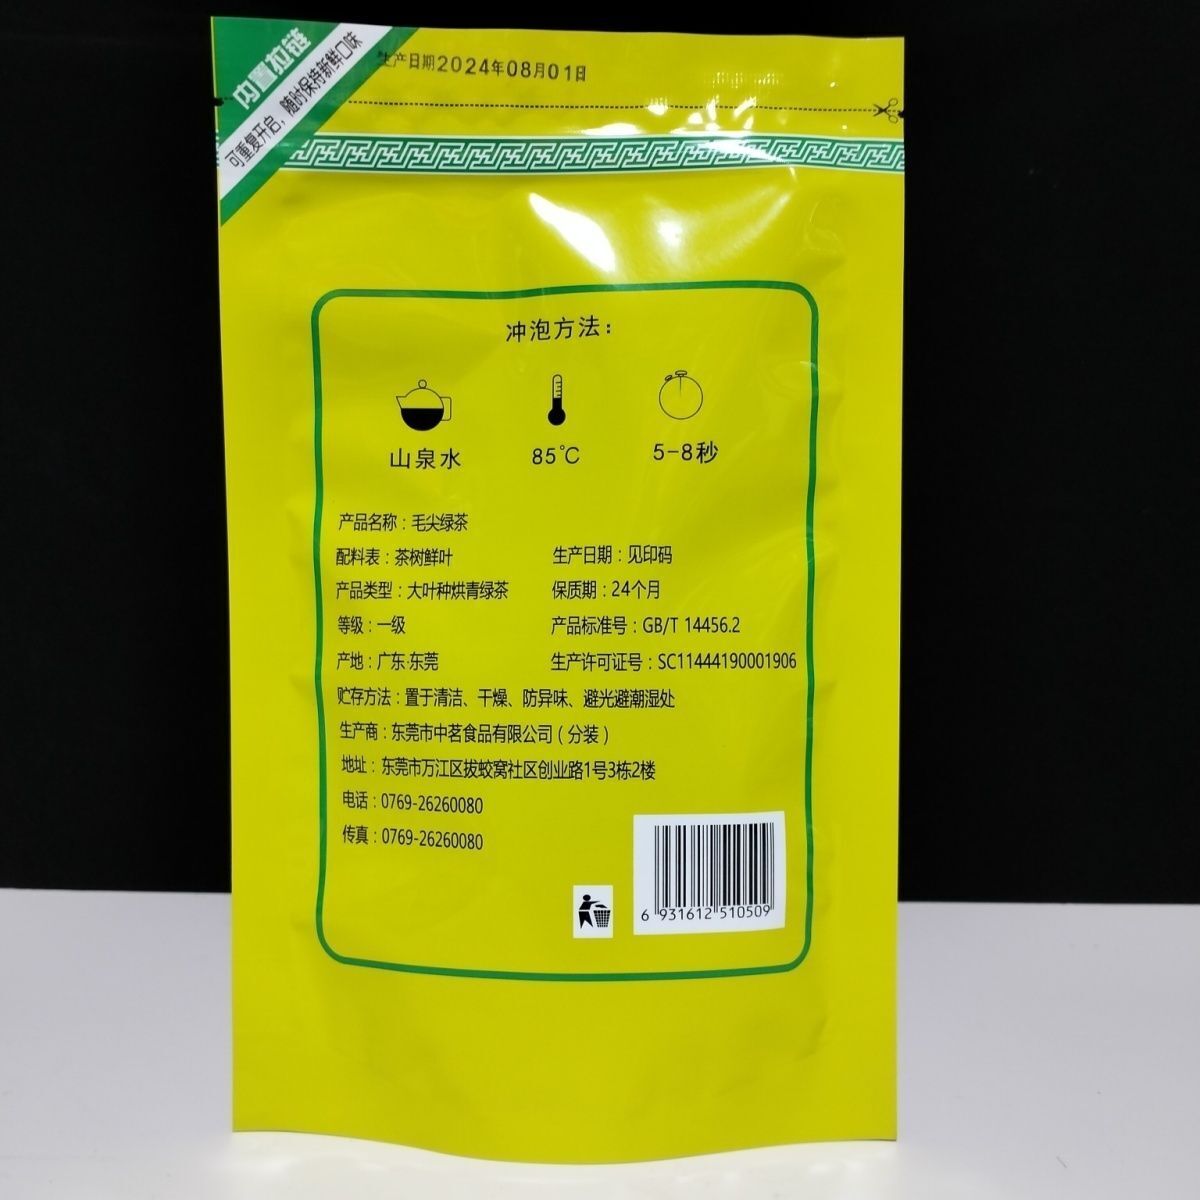 内置拉链
可重复开启，随时保持新鲜口味
生产日期2024年08月01日
冲泡方法：
山泉水 85℃ 5-8秒
产品名称：毛尖绿茶
配料表：茶树鲜叶 生产日期：见印码
产品类型：大叶种烘青绿茶 保质期：24个月
等级：一级 产品标准号：GB/T 14456.2
产地：广东·东莞 生产许可证号：SC11444190001906
贮存方法：置于清洁、干燥、防异味、避光避潮湿处
生产商：东莞市中茗食品有限公司（分装）
地址：东莞市万江区拔蛟窝社区创业路1号3栋2楼
电话：0769-26260080
传真：0769-26260080
6 931612 510509